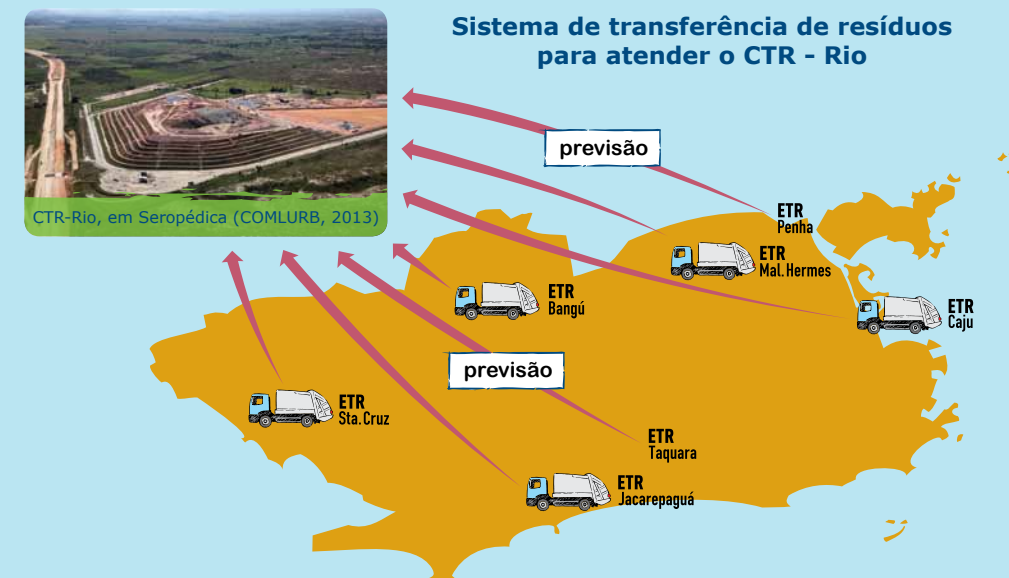 Sistema de transferência de resíduos
para atender o CTR - Rio
CTR-Rio, em Seropédica (COMLURB, 2013)
previsão
ETR
Penha
ETR
Mal. Hermes
ETR
Bangú
ETR
Caju
previsão
ETR
Sta. Cruz
ETR
Taquara
ETR
Jacarepaguá